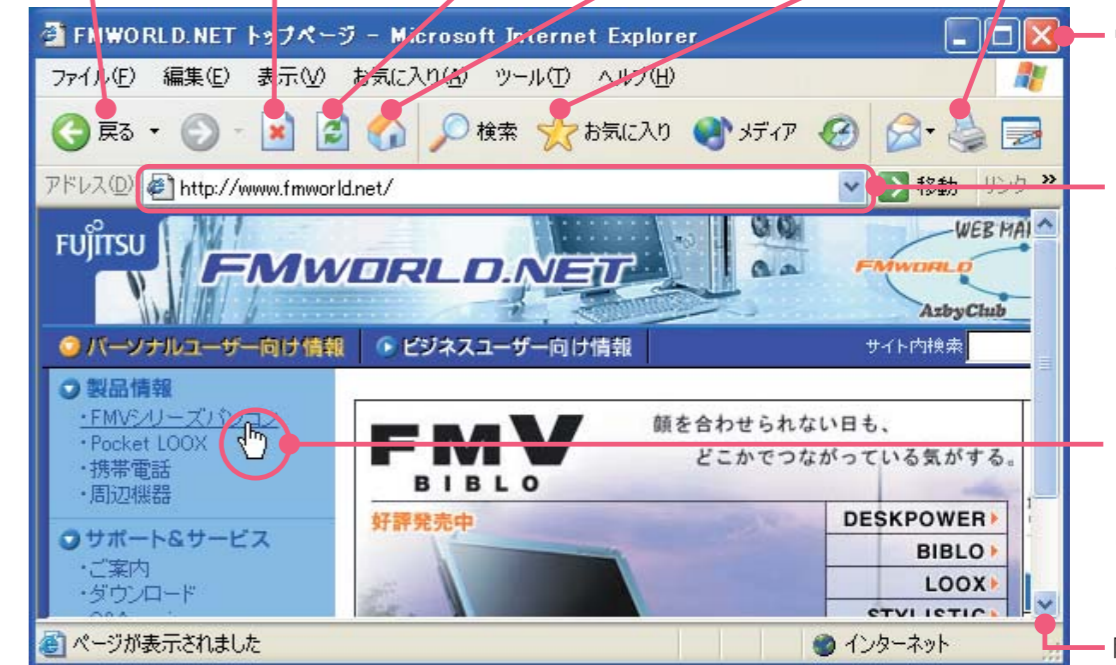 FMWORLD.NET トップページ - Microsoft Internet Explorer
ファイル(F) 編集(E) 表示(V) お気に入り(A) ツール(T) ヘルプ(H)
戻る 検索 お気に入り メディア
アドレス(D) http://www.fmworld.net/ 移動 リンク »
FUJITSU
FMWORLD.NET
WEB MAI
FMWORLD
AzbyClub
パーソナルユーザー向け情報 ビジネスユーザー向け情報 サイト内検索
製品情報
・FMVシリーズパソコン
・Pocket LOOX
・携帯電話
・周辺機器
サポート&サービス
・ご案内
・ダウンロード
FMV
BIBLO
顔を合わせられない日も、
どこかでつながっている気がする。
好評発売中
DESKPOWER
BIBLO
LOOX
STYLISTIC
ページが表示されました インターネット